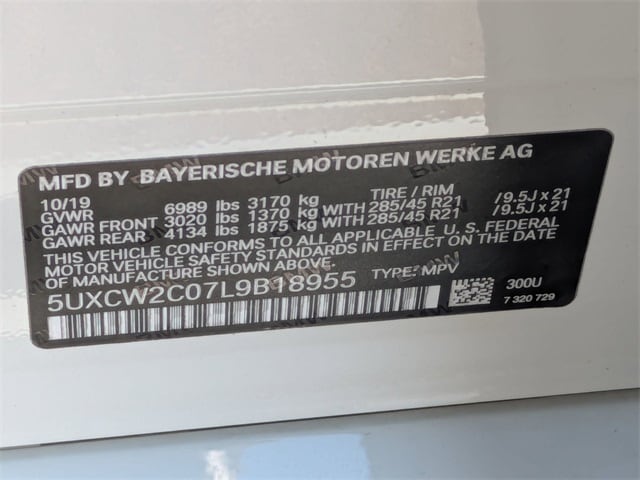 MFD BY BAYERISCHE MOTOREN WERKE AG
10/19 TIRE / RIM
GVWR 6989 lbs 3170 kg
GAWR FRONT 3020 lbs 1370 kg WITH 285/45 R21 /9.5J x 21
GAWR REAR 4134 lbs 1875 kg WITH 285/45 R21 /9.5J x 21
THIS VEHICLE CONFORMS TO ALL APPLICABLE U. S. FEDERAL
MOTOR VEHICLE SAFETY STANDARDS IN EFFECT ON THE DATE
OF MANUFACTURE SHOWN ABOVE.
5UXCW2C07L9B18955 TYPE: MPV
300U
7 320 729